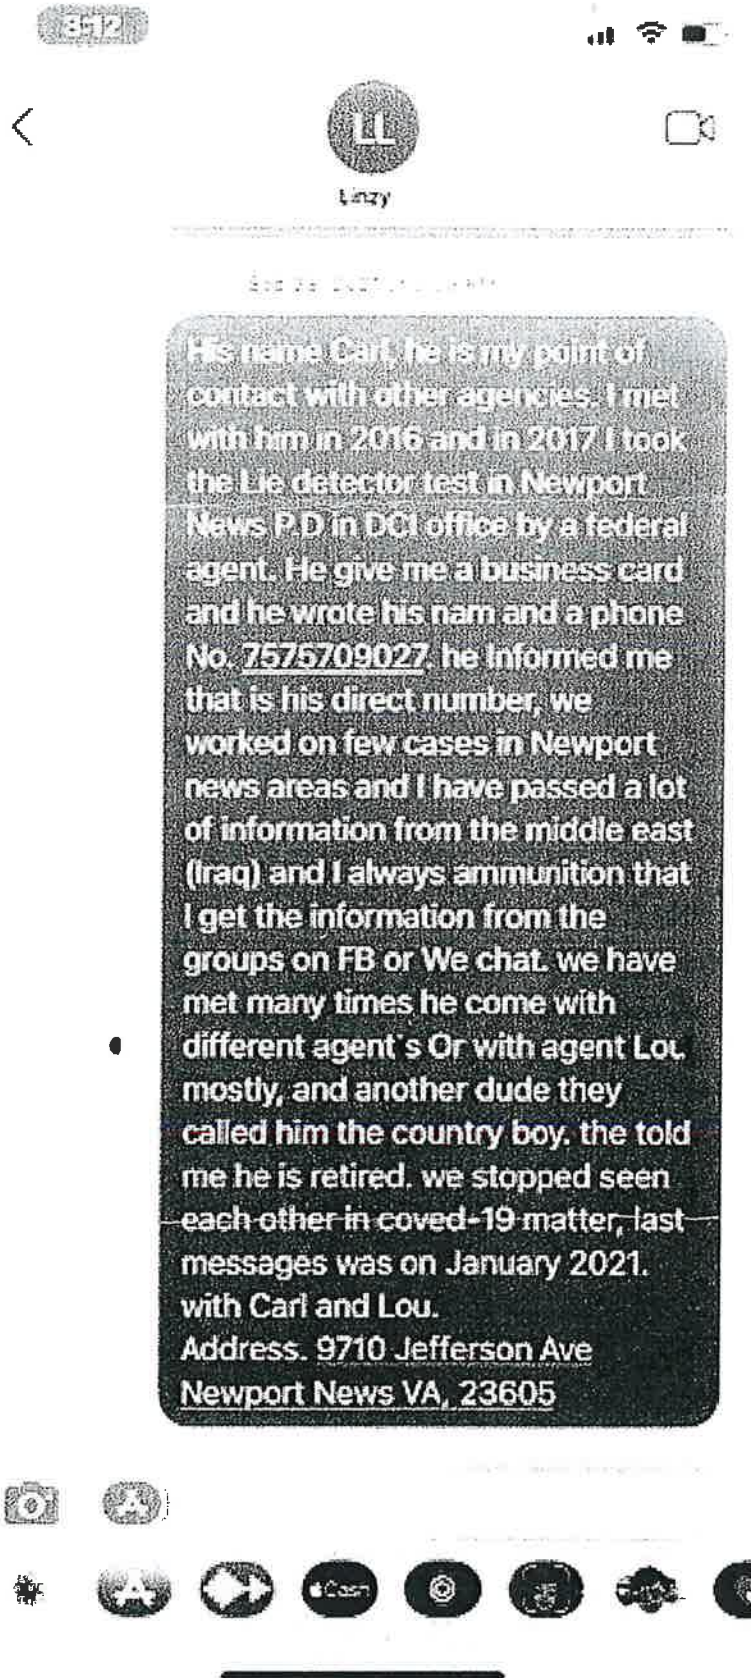 8:12
LL
Linzy
His name Carl, he is my point of
contact with other agencies. I met
with him in 2016 and in 2017 I took
the Lie detector test in Newport
News P.D in DCI office by a federal
agent. He give me a business card
and he wrote his nam and a phone
No. 7575709027. he Informed me
that is his direct number, we
worked on few cases in Newport
news areas and I have passed a lot
of information from the middle east
(Iraq) and I always ammunition that
I get the information from the
groups on FB or We chat. we have
met many times he come with
different agent's Or with agent Lou
mostly, and another dude they
called him the country boy. the told
me he is retired. we stopped seen
each other in coved-19 matter, last
messages was on January 2021.
with Carl and Lou.
Address. 9710 Jefferson Ave
Newport News VA, 23605
Cash